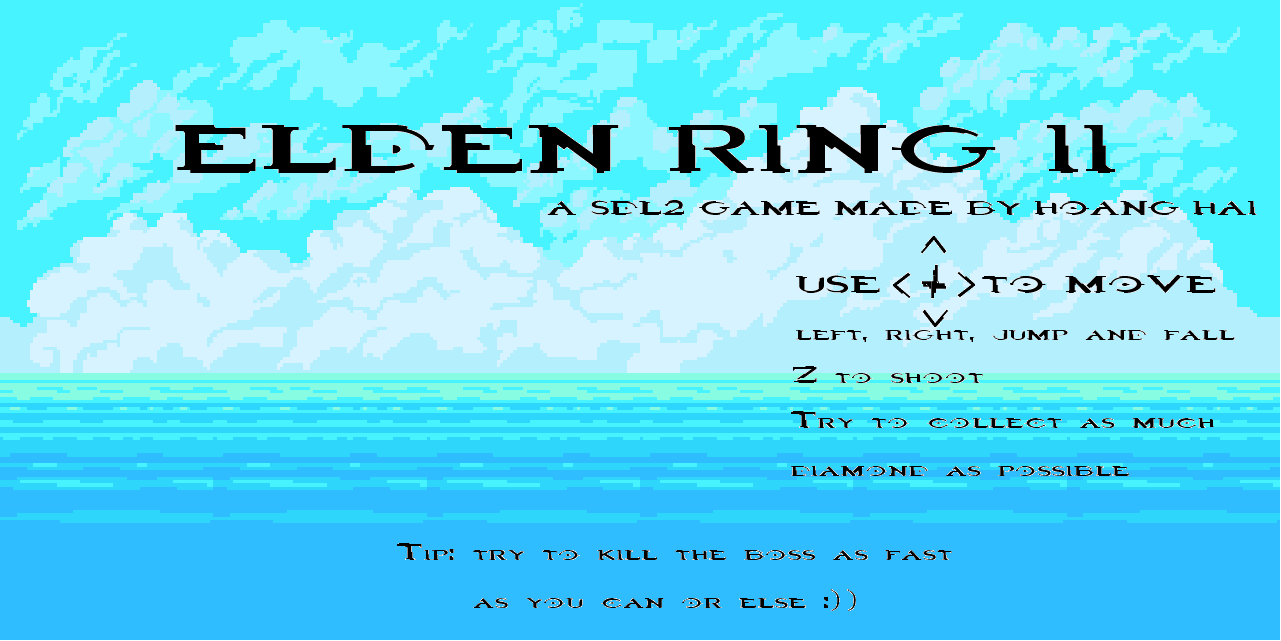 ELDEN RING II
A SDL2 GAME MADE BY HOANG HAI
USE < > TO MOVE
LEFT, RIGHT, JUMP AND FALL
Z TO SHOOT
TRY TO COLLECT AS MUCH
DIAMOND AS POSSIBLE
TIP: TRY TO KILL THE BOSS AS FAST
AS YOU CAN OR ELSE :))